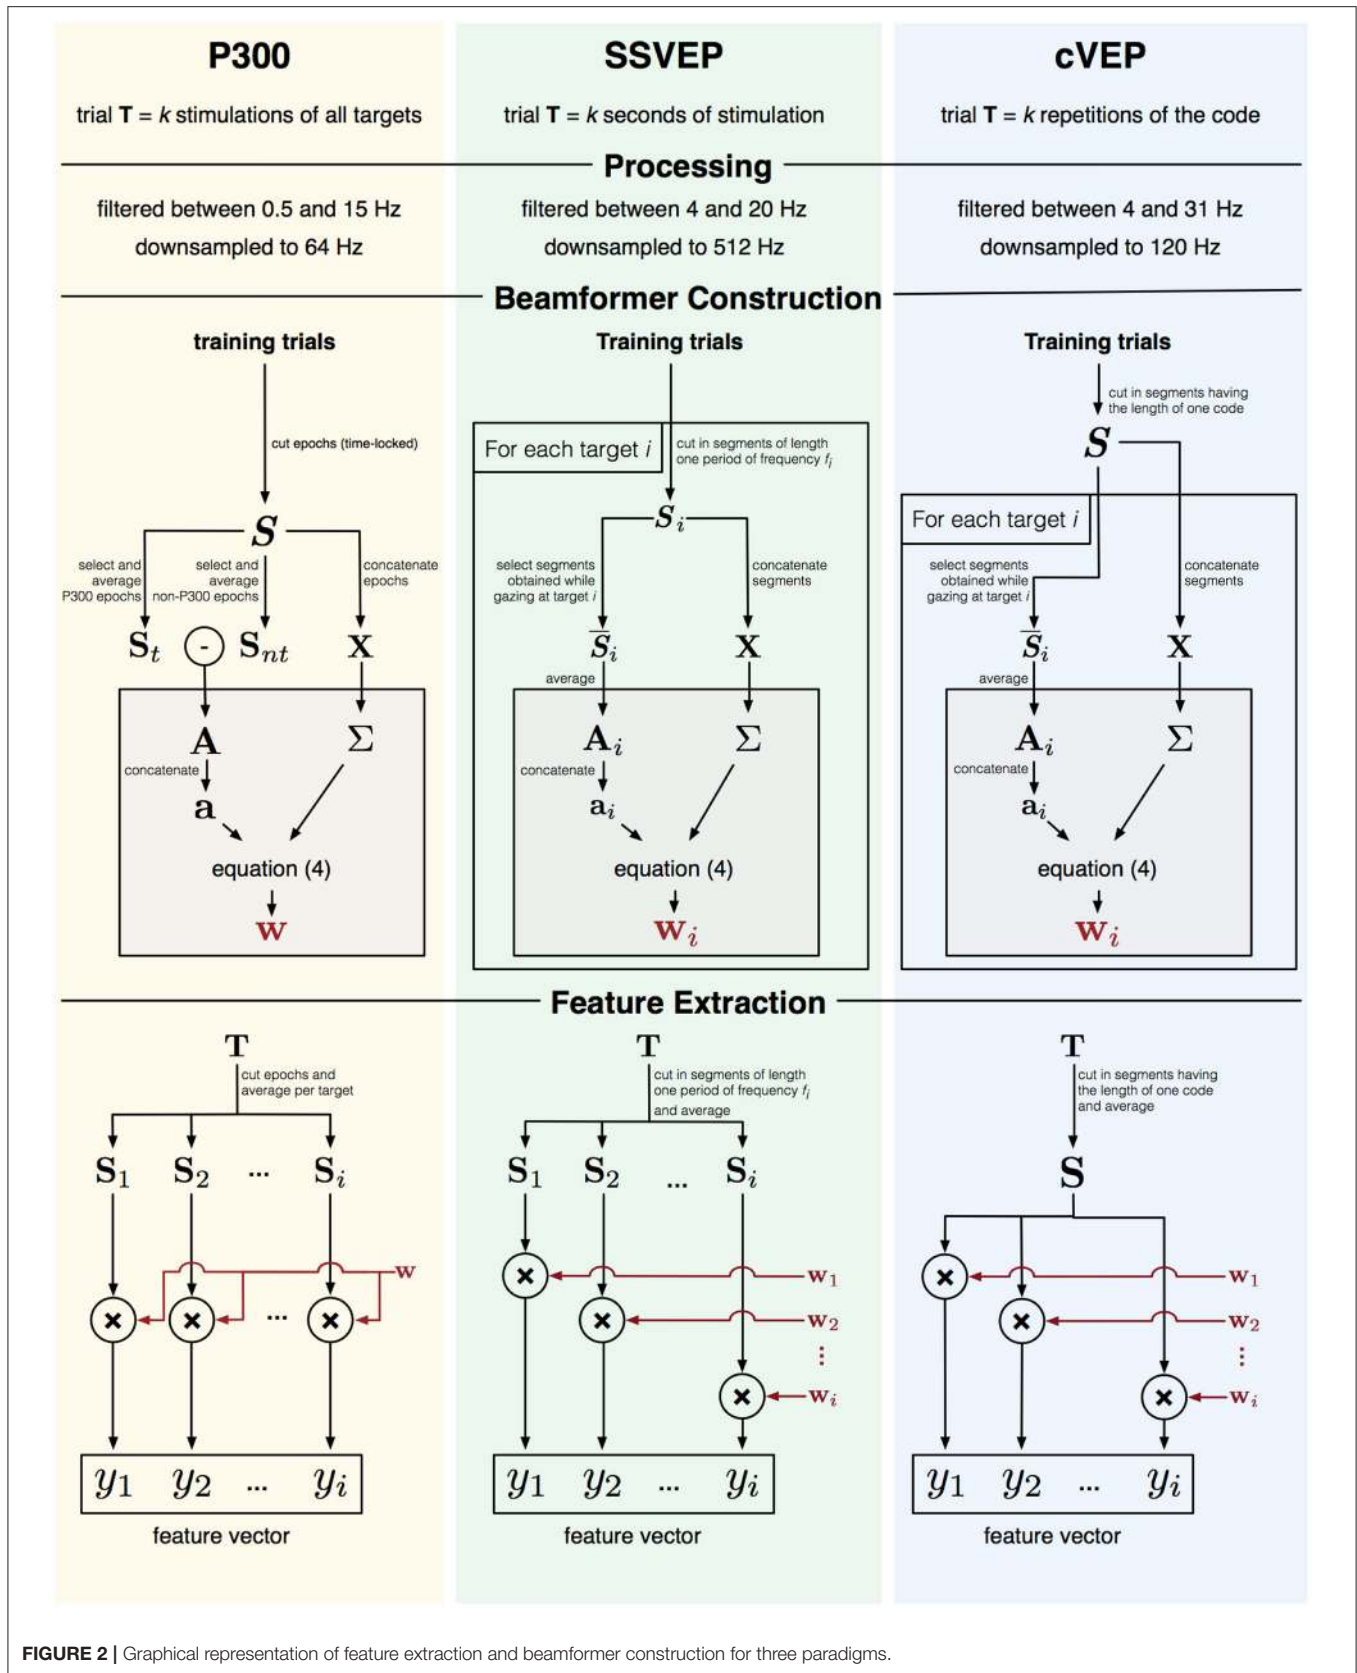 P300
SSVEP
cVEP
trial T = k stimulations of all targets
trial T = k seconds of stimulation
trial T = k repetitions of the code
Processing
filtered between 0.5 and 15 Hz
downsampled to 64 Hz
filtered between 4 and 20 Hz
downsampled to 512 Hz
filtered between 4 and 31 Hz
downsampled to 120 Hz
Beamformer Construction
training trials
cut epochs (time-locked)
S
select and
average
P300 epochs
select and
average
non-P300 epochs
concatenate
epochs
S_t
-
S_nt
X
A
Σ
concatenate
a
equation (4)
w
Training trials
For each target i
cut in segments of length
one period of frequency f_i
S_i
select segments
obtained while
gazing at target i
concatenate
segments
S̅_i
X
average
A_i
Σ
concatenate
a_i
equation (4)
w_i
Training trials
cut in segments having
the length of one code
S
For each target i
select segments
obtained while
gazing at target i
concatenate
segments
S̅_i
X
average
A_i
Σ
concatenate
a_i
equation (4)
w_i
Feature Extraction
T
cut epochs and
average per target
S_1 S_2 ... S_i
w
× × ... ×
y_1 y_2 ... y_i
feature vector
T
cut in segments of length
one period of frequency f_i
and average
S_1 S_2 ... S_i
× w_1
× w_2
⋮
× w_i
y_1 y_2 ... y_i
feature vector
T
cut in segments having
the length of one code
and average
S
× w_1
× w_2
⋮
× w_i
y_1 y_2 ... y_i
feature vector
FIGURE 2 | Graphical representation of feature extraction and beamformer construction for three paradigms.